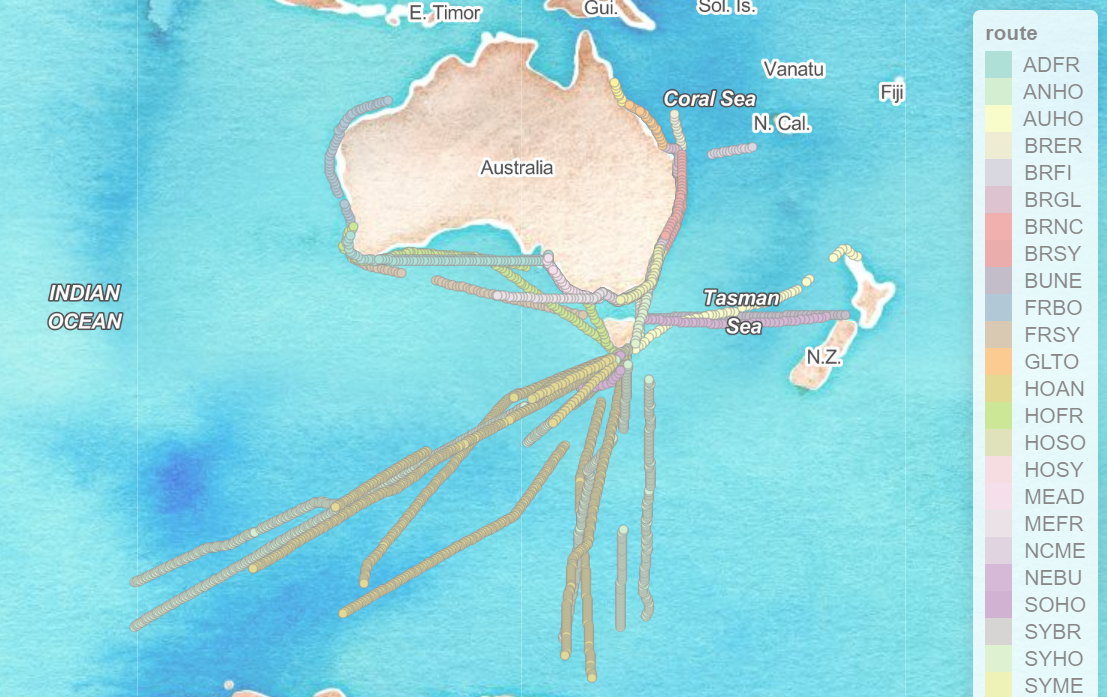 E. Timor
Gui.
Sol. Is.
Vanatu
Fiji
Coral Sea
N. Cal.
Australia
INDIAN
OCEAN
Tasman
Sea
N.Z.
route
ADFR
ANHO
AUHO
BRER
BRFI
BRGL
BRNC
BRSY
BUNE
FRBO
FRSY
GLTO
HOAN
HOFR
HOSO
HOSY
MEAD
MEFR
NCME
NEBU
SOHO
SYBR
SYHO
SYME